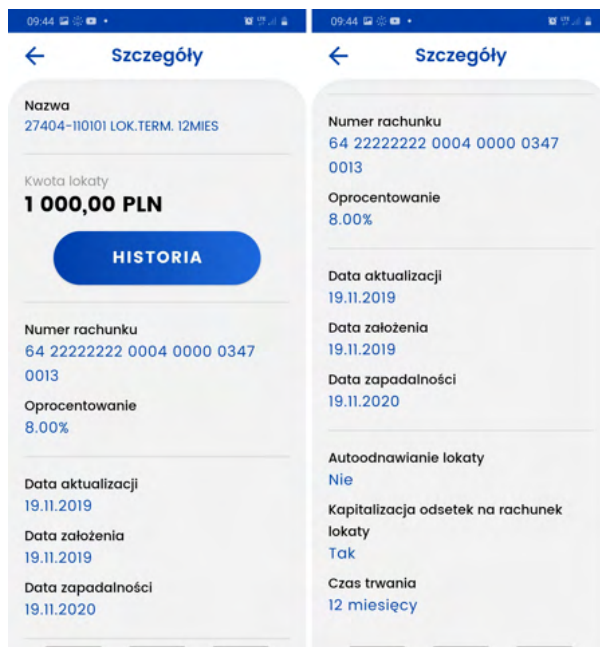 09:44
Szczegóły
Nazwa
27404-110101 LOK.TERM. 12MIES
Kwota lokaty
1 000,00 PLN
HISTORIA
Numer rachunku
64 22222222 0004 0000 0347
0013
Oprocentowanie
8.00%
Data aktualizacji
19.11.2019
Data założenia
19.11.2019
Data zapadalności
19.11.2020
09:44
Szczegóły
Numer rachunku
64 22222222 0004 0000 0347
0013
Oprocentowanie
8.00%
Data aktualizacji
19.11.2019
Data założenia
19.11.2019
Data zapadalności
19.11.2020
Autoodnawianie lokaty
Nie
Kapitalizacja odsetek na rachunek
lokaty
Tak
Czas trwania
12 miesięcy